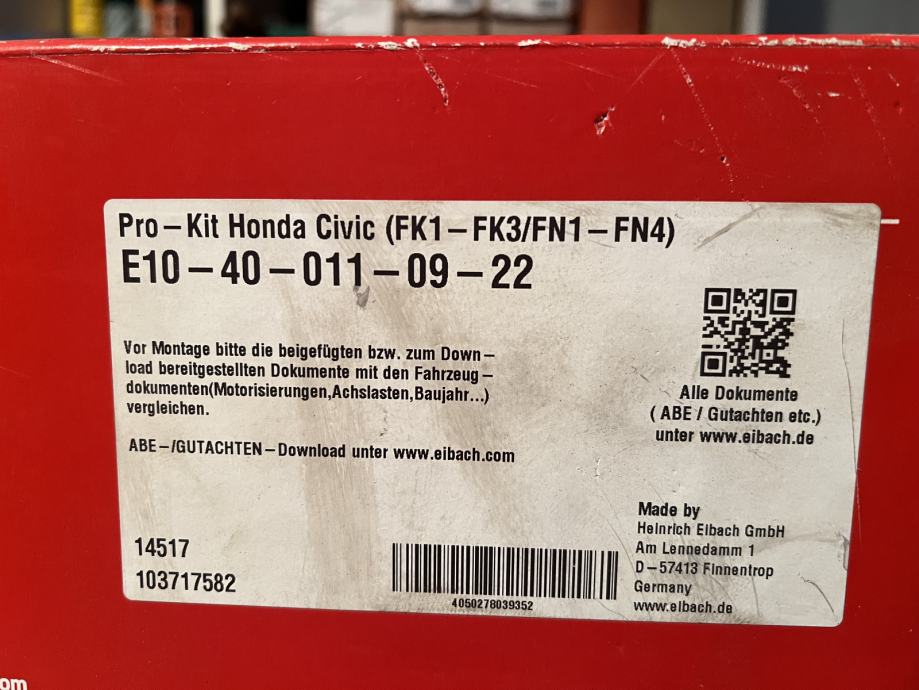 Pro-Kit Honda Civic (FK1-FK3/FN1-FN4)
E10-40-011-09-22
Vor Montage bitte die beigefügten bzw. zum Down-
load bereitgestellten Dokumente mit den Fahrzeug-
dokumenten(Motorisierungen,Achslasten,Baujahr...)
vergleichen.
ABE-/GUTACHTEN-Download unter www.eibach.com
Alle Dokumente
( ABE / Gutachten etc.)
unter www.eibach.de
14517
103717582
4050278039352
Made by
Heinrich Eibach GmbH
Am Lennedamm 1
D-57413 Finnentrop
Germany
www.eibach.de
om